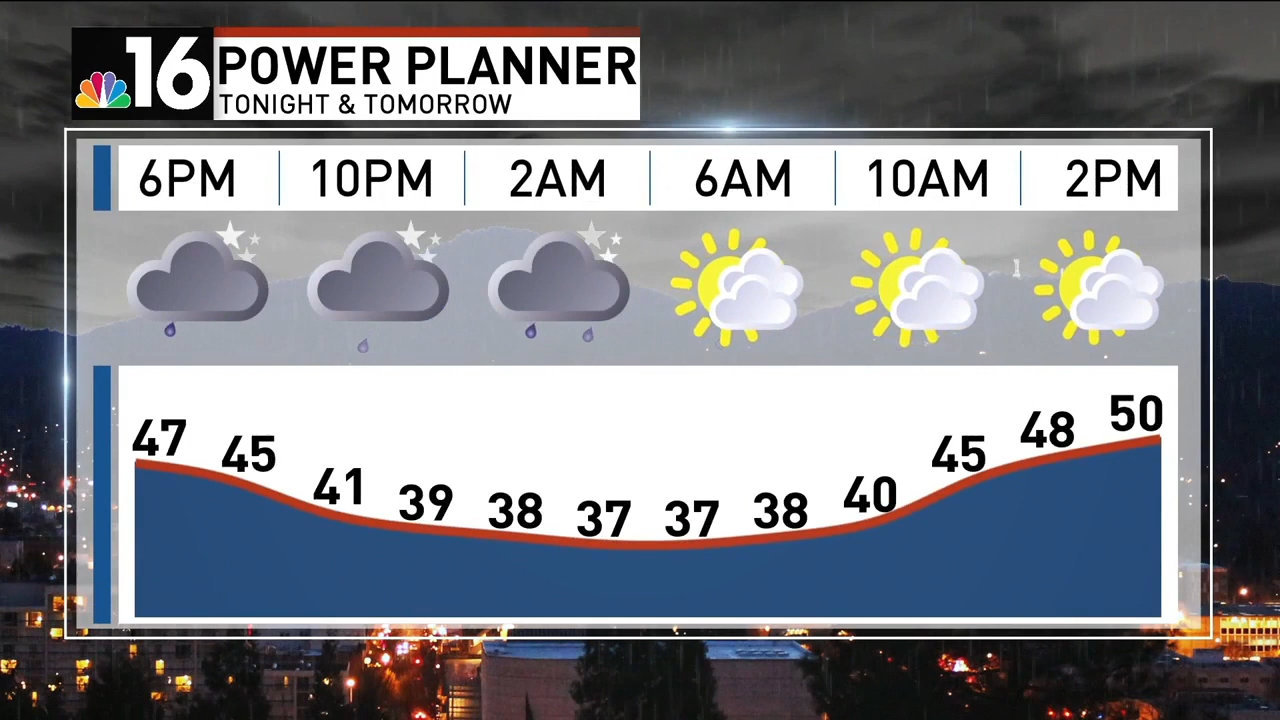 16
POWER PLANNER
TONIGHT & TOMORROW
6PM 10PM 2AM 6AM 10AM 2PM
47 45 41 39 38 37 37 38 40 45 48 50